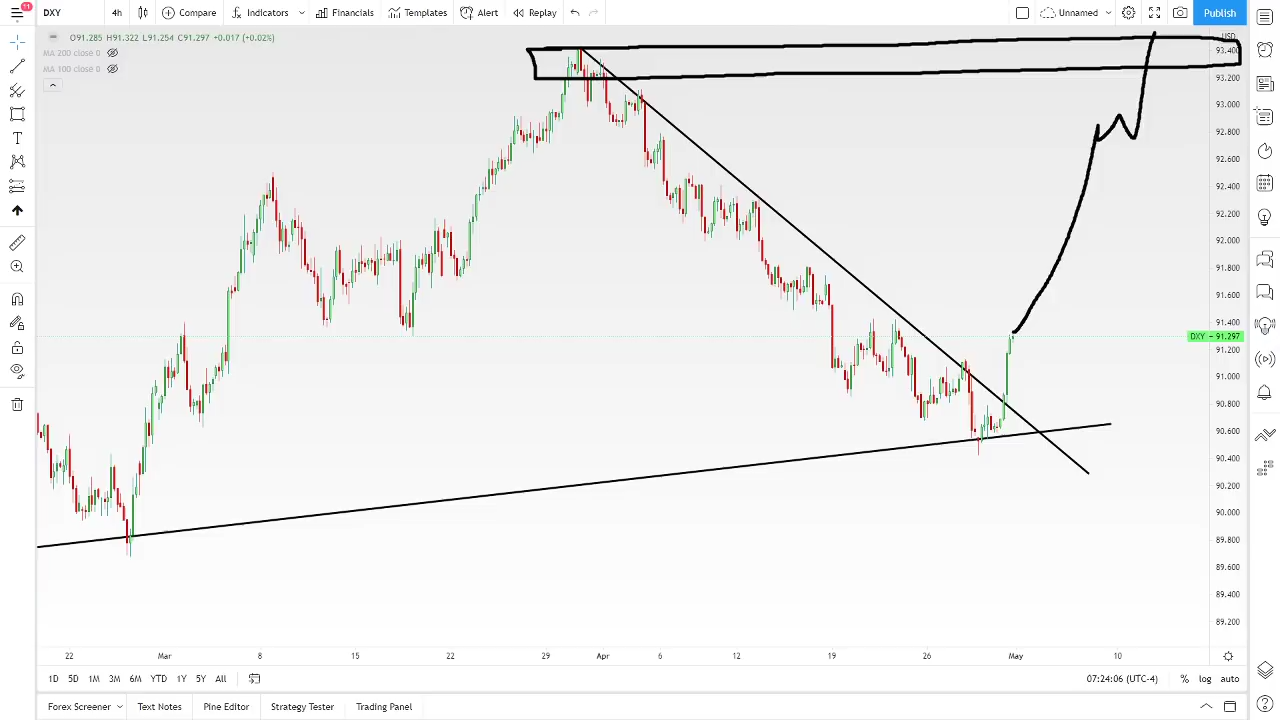 11
DXY 4h Compare Indicators Financials Templates Alert Replay Unnamed Publish
O91.285 H91.322 L91.254 C91.297 +0.017 (+0.02%)
MA 200 close 0
MA 100 close 0
USD
93.400
93.200
93.000
92.800
92.600
92.400
92.200
92.000
91.800
91.600
91.400
DXY − 91.297
91.200
91.000
90.800
90.600
90.400
90.200
90.000
89.800
89.600
89.400
89.200
22 Mar 8 15 22 29 Apr 6 12 19 26 May 10
1D 5D 1M 3M 6M YTD 1Y 5Y All 07:24:06 (UTC-4) % log auto
Forex Screener Text Notes Pine Editor Strategy Tester Trading Panel